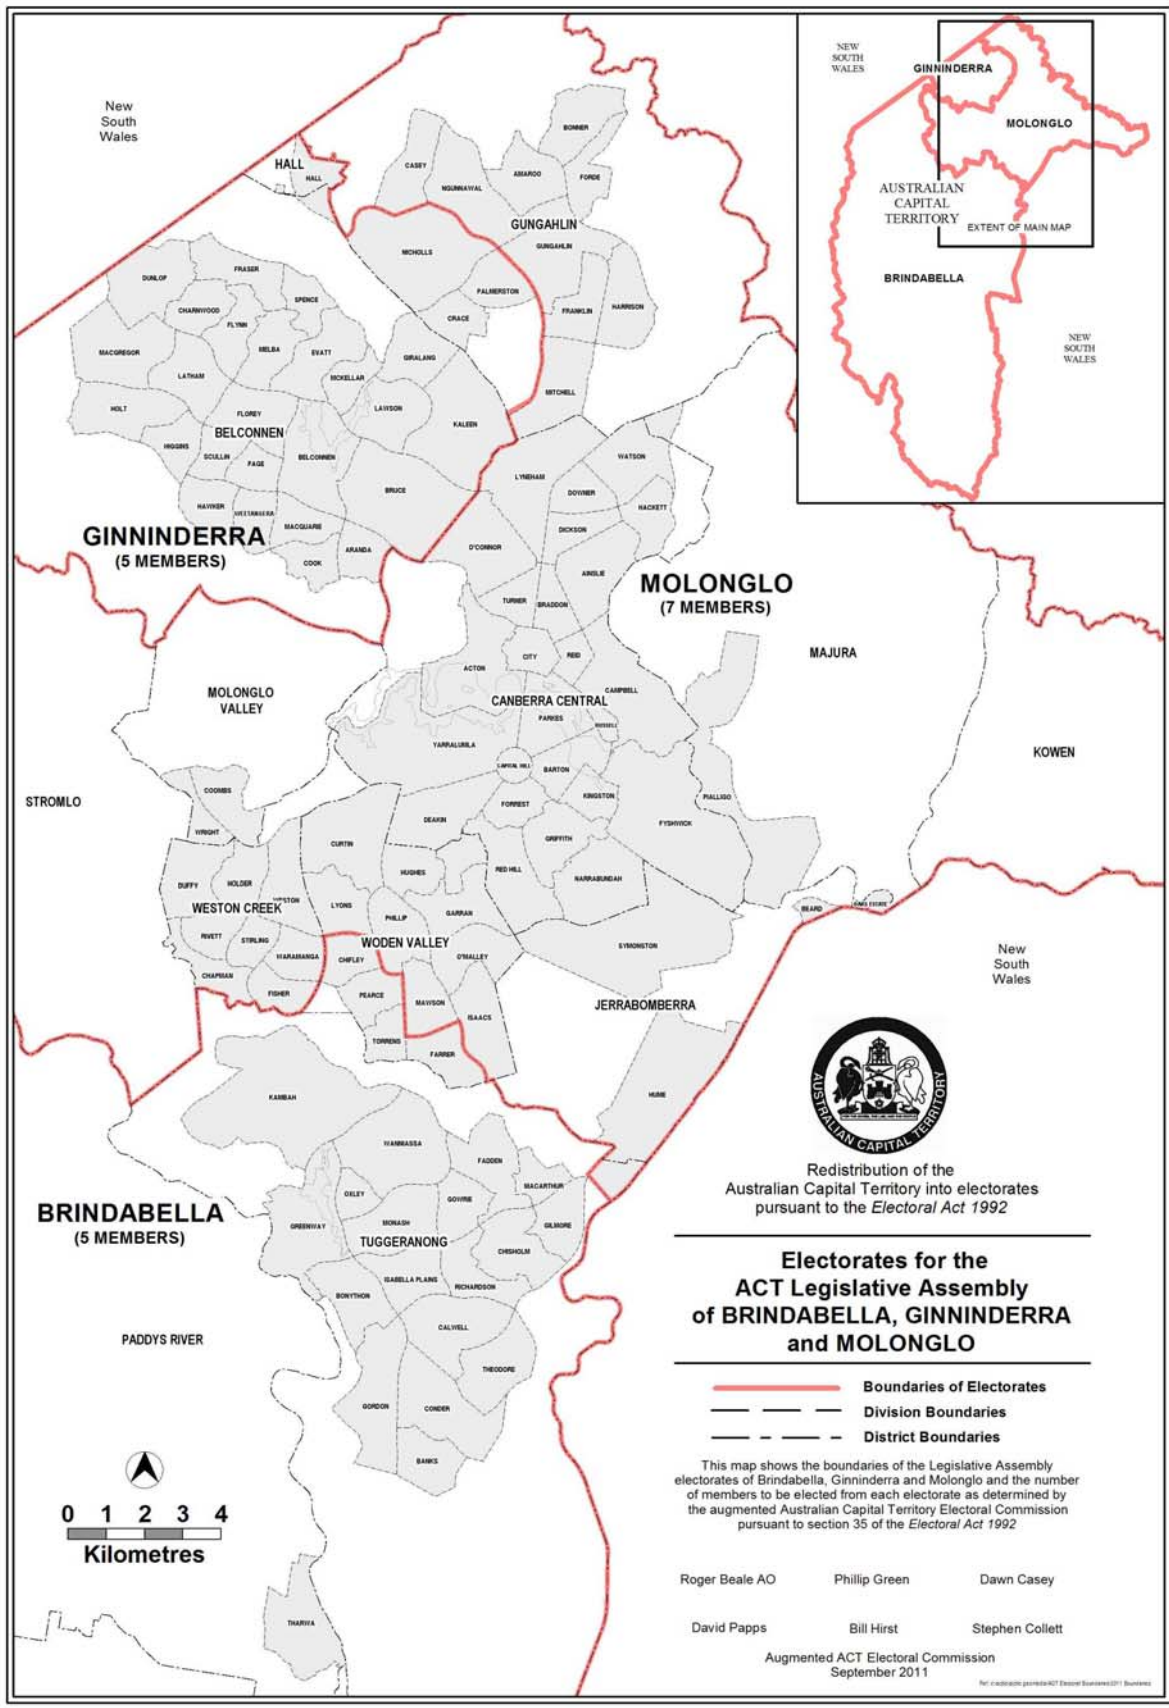 New
South
Wales
NEW
SOUTH
WALES
GINNINDERRA
MOLONGLO
AUSTRALIAN
CAPITAL
TERRITORY
EXTENT OF MAIN MAP
BRINDABELLA
NEW
SOUTH
WALES
HALL
HALL
BONNER
CASEY
NGUNNAWAL
AMAROO
FORDE
GUNGAHLIN
GUNGAHLIN
NICHOLLS
PALMERSTON
CRACE
FRANKLIN
HARRISON
MITCHELL
DUNLOP
FRASER
SPENCE
CHARNWOOD
FLYNN
MACGREGOR
MELBA
EVATT
GIRALANG
LATHAM
MCKELLAR
LAWSON
HOLT
FLOREY
KALEEN
BELCONNEN
HIGGINS
SCULLIN
PAGE
BELCONNEN
BRUCE
HAWKER
WEETANGERA
MACQUARIE
GINNINDERRA
(5 MEMBERS)
COOK
ARANDA
LYNEHAM
WATSON
DOWNER
HACKETT
DICKSON
O'CONNOR
AINSLIE
MOLONGLO
(7 MEMBERS)
TURNER
BRADDON
CITY
REID
ACTON
MAJURA
CAMPBELL
CANBERRA CENTRAL
PARKES
RUSSELL
MOLONGLO
VALLEY
YARRALUMLA
KOWEN
CAPITAL HILL
BARTON
STROMLO
COOMBS
KINGSTON
PIALLIGO
FORREST
DEAKIN
FYSHWICK
WRIGHT
GRIFFITH
CURTIN
HUGHES
RED HILL
NARRABUNDAH
DUFFY
HOLDER
WESTON
WESTON CREEK
LYONS
PHILLIP
GARRAN
BEARD
RIVETT
STIRLING
WODEN VALLEY
SYMONSTON
WARAMANGA
CHIFLEY
O'MALLEY
CHAPMAN
FISHER
PEARCE
MAWSON
ISAACS
JERRABOMBERRA
TORRENS
FARRER
New
South
Wales
HUME
KAMBAH
WANNIASSA
FADDEN
MACARTHUR
OXLEY
GOWRIE
BRINDABELLA
(5 MEMBERS)
GREENWAY
MONASH
GILMORE
TUGGERANONG
CHISHOLM
ISABELLA PLAINS
RICHARDSON
BONYTHON
CALWELL
PADDYS RIVER
THEODORE
GORDON
CONDER
BANKS
THARWA
0 1 2 3 4
Kilometres
AUSTRALIAN CAPITAL TERRITORY
Redistribution of the
Australian Capital Territory into electorates
pursuant to the Electoral Act 1992
Electorates for the
ACT Legislative Assembly
of BRINDABELLA, GINNINDERRA
and MOLONGLO
Boundaries of Electorates
Division Boundaries
District Boundaries
This map shows the boundaries of the Legislative Assembly
electorates of Brindabella, Ginninderra and Molonglo and the number
of members to be elected from each electorate as determined by
the augmented Australian Capital Territory Electoral Commission
pursuant to section 35 of the Electoral Act 1992
Roger Beale AO Phillip Green Dawn Casey
David Papps Bill Hirst Stephen Collett
Augmented ACT Electoral Commission
September 2011